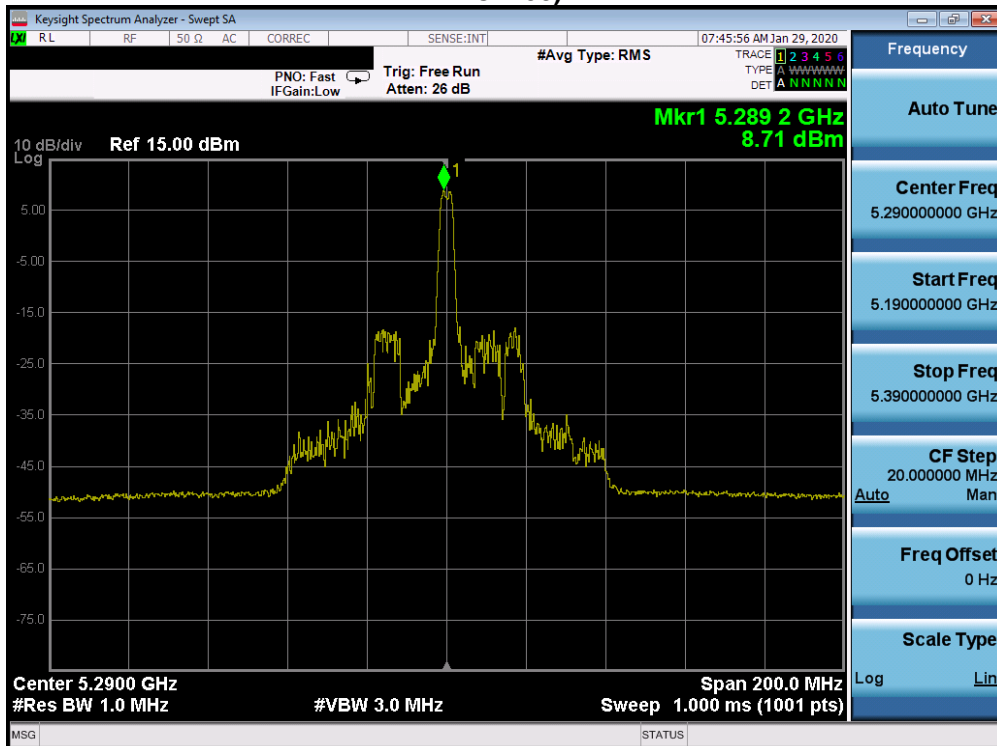 Keysight Spectrum Analyzer - Swept SA
LXI RL RF 50 Ω AC CORREC SENSE:INT 07:45:56 AM Jan 29, 2020
#Avg Type: RMS TRACE 1 2 3 4 5 6
PNO: Fast Trig: Free Run TYPE A WWWWW
IFGain:Low Atten: 26 dB DET A N N N N N
Mkr1 5.289 2 GHz
8.71 dBm
10 dB/div Ref 15.00 dBm
Log
1
5.00
-5.00
-15.0
-25.0
-35.0
-45.0
-55.0
-65.0
-75.0
Center 5.2900 GHz Span 200.0 MHz
#Res BW 1.0 MHz #VBW 3.0 MHz Sweep 1.000 ms (1001 pts)
MSG STATUS
Frequency
Auto Tune
Center Freq
5.290000000 GHz
Start Freq
5.190000000 GHz
Stop Freq
5.390000000 GHz
CF Step
20.000000 MHz
Auto Man
Freq Offset
0 Hz
Scale Type
Log Lin